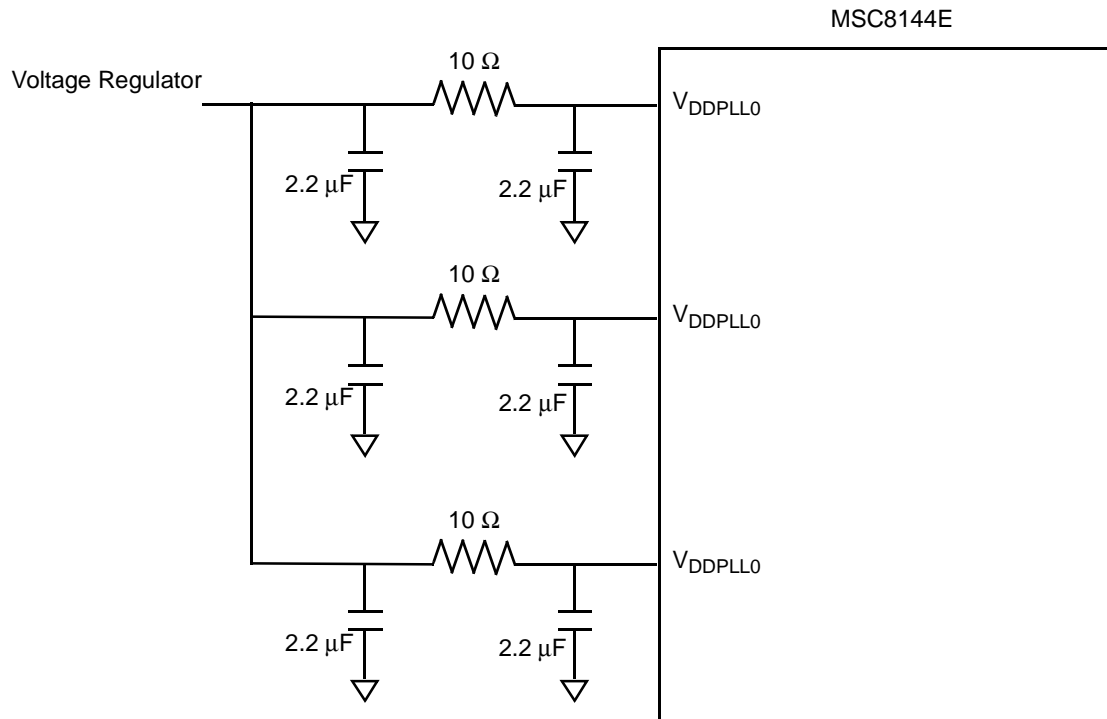 MSC8144E
Voltage Regulator
10 Ω
VDDPLL0
2.2 μF
2.2 μF
10 Ω
VDDPLL0
2.2 μF
2.2 μF
10 Ω
VDDPLL0
2.2 μF
2.2 μF